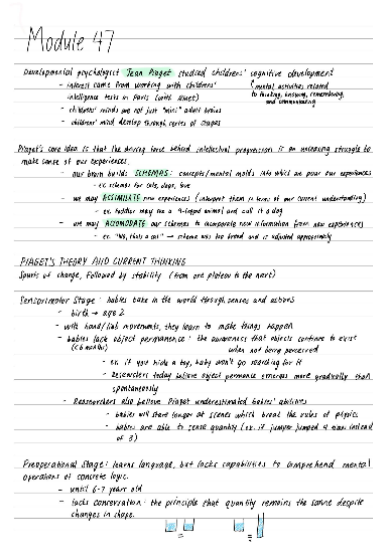 Module 47
Developmental psychologist Jean Piaget studied childrens' cognitive development
- interest came from working with childrens'
mental activities related
intelligence tests in Paris (with
to thinking, knowing, remembering,
and communicating
- childrens' minds are not just "mini" adult brains
- childrens' mind develop through series of stages
Piaget's core idea is that the driving force behind intellectual progression is an unceasing struggle to
make sense of our experiences.
- our brain builds SCHEMAS: concepts/mental molds into which we pour our experiences
- ex. schemas for cats, dogs, love
- we may ASSIMILATE new experiences (interpret them in terms of our current understanding)
- ex. toddler may see a 4-legged animal and call it a dog
- we may ACCOMODATE our schemas to incorporate new information from new experiences
- ex. "No, thats a cat" → schema was too broad and is adjusted appropriately
PIAGET'S THEORY AND CURRENT THINKING
Spurts of change, followed by stability (from one plateau to the next)
Sensorimotor Stage: babies take in the world through senses and actions
- birth → age 2
- with hand/limb movements, they learn to make things happen
- babies lack object permanence: the awareness that objects continue to exist
(<6 months)
when not being perceived
- ex. if you hide a toy, baby won't go searching for it
- researchers today believe object permanence emerges more gradually than
spontaneously
- Researchers also believe Piaget underestimated babies' abilities
- babies will stare longer at scenes which break the rules of physics
- babies are able to sense quantity (ex. if jumper jumped 4 times instead
of 3)
Preoperational Stage: learns language, but lacks capabilities to comprehend mental
operations of concrete logic.
- until 6-7 years old
- lacks conservation: the principle that quantity remains the same despite
changes in shape.
=
=